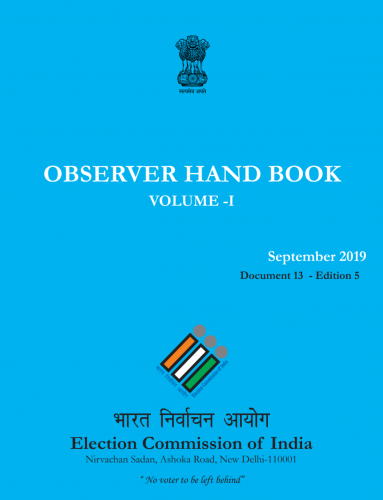 सत्यमेव जयते
OBSERVER HAND BOOK
VOLUME -I
September 2019
Document 13 - Edition 5
भारत निर्वाचन आयोग
Election Commission of India
Nirvachan Sadan, Ashoka Road, New Delhi-110001
“ No voter to be left behind”